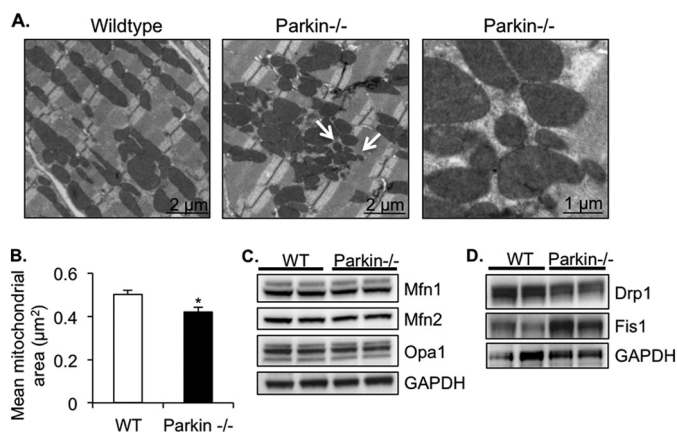 A.
Wildtype
Parkin-/-
Parkin-/-
2 µm
2 µm
1 µm
B.
Mean mitochondrial
area (µm²)
0.6
0.4
0.2
0
*
WT
Parkin -/-
C.
WT
Parkin-/-
Mfn1
Mfn2
Opa1
GAPDH
D.
WT
Parkin-/-
Drp1
Fis1
GAPDH